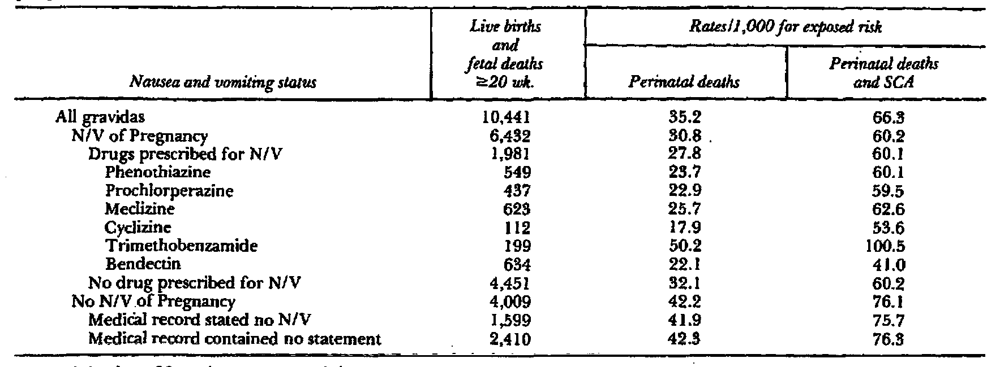 Live births
and
fetal deaths
≥20 wk.
Rates/1,000 for exposed risk
Nausea and vomiting status
Perinatal deaths
Perinatal deaths
and SCA
All gravidas 10,441 35.2 66.3
N/V of Pregnancy 6,432 30.8 60.2
Drugs prescribed for N/V 1,981 27.8 60.1
Phenothiazine 549 23.7 60.1
Prochlorperazine 437 22.9 59.5
Meclizine 623 25.7 62.6
Cyclizine 112 17.9 53.6
Trimethobenzamide 199 50.2 100.5
Bendectin 634 22.1 41.0
No drug prescribed for N/V 4,451 32.1 60.2
No N/V of Pregnancy 4,009 42.2 76.1
Medical record stated no N/V 1,599 41.9 75.7
Medical record contained no statement 2,410 42.3 76.3